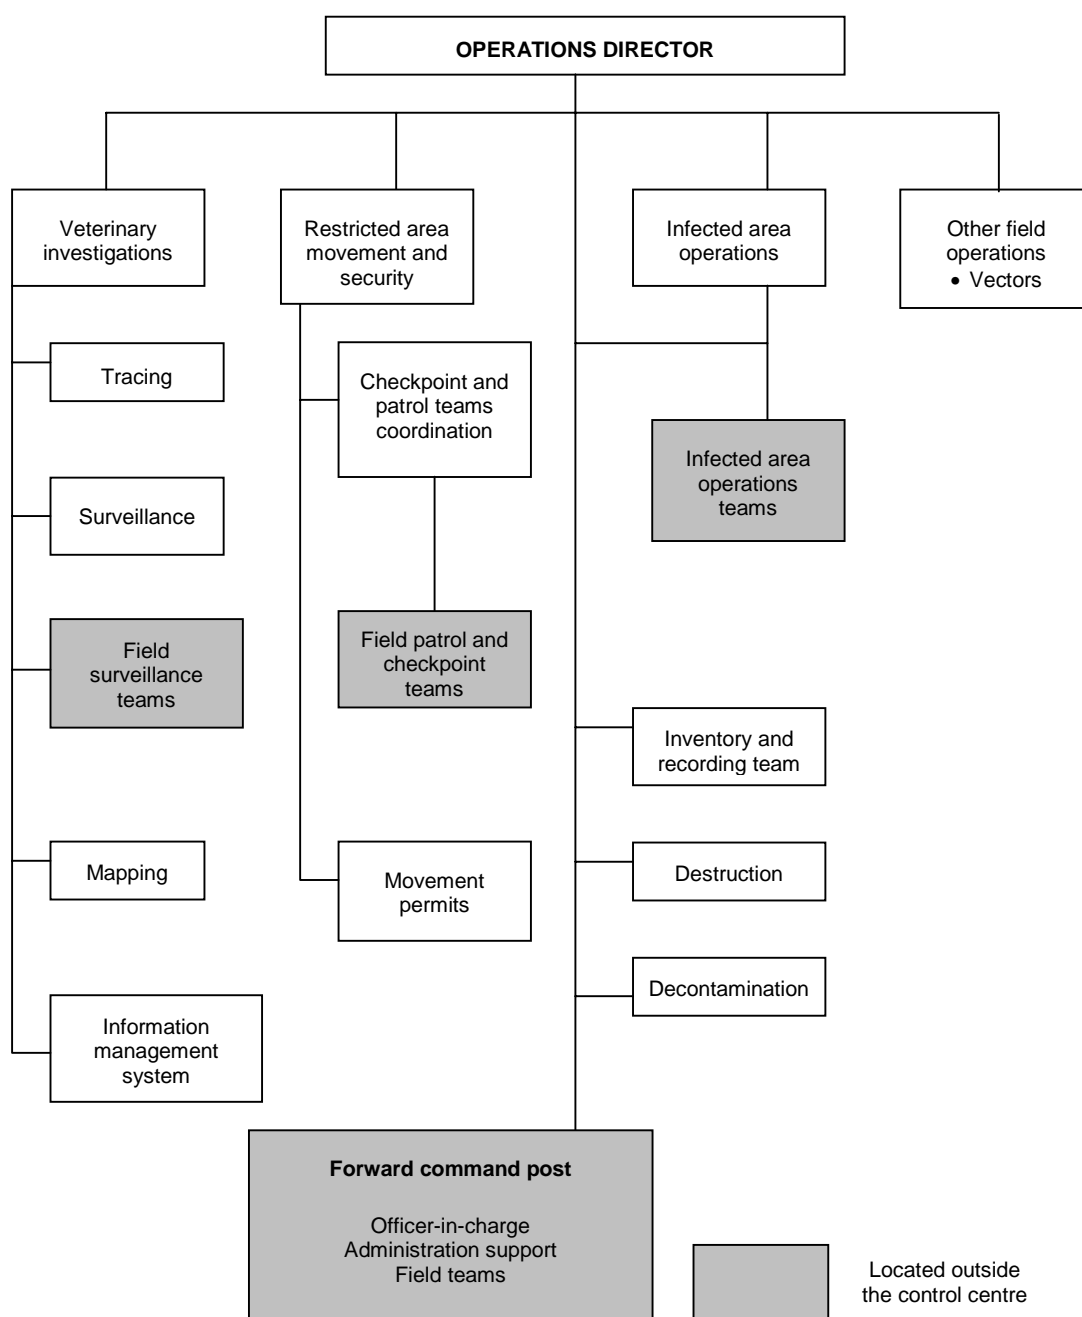 OPERATIONS DIRECTOR
Veterinary
investigations
Restricted area
movement and
security
Infected area
operations
Other field
operations
• Vectors
Tracing
Checkpoint and
patrol teams
coordination
Infected area
operations
teams
Surveillance
Field
surveillance
teams
Field patrol and
checkpoint
teams
Inventory and
recording team
Mapping
Movement
permits
Destruction
Decontamination
Information
management
system
Forward command post
Officer-in-charge
Administration support
Field teams
Located outside
the control centre